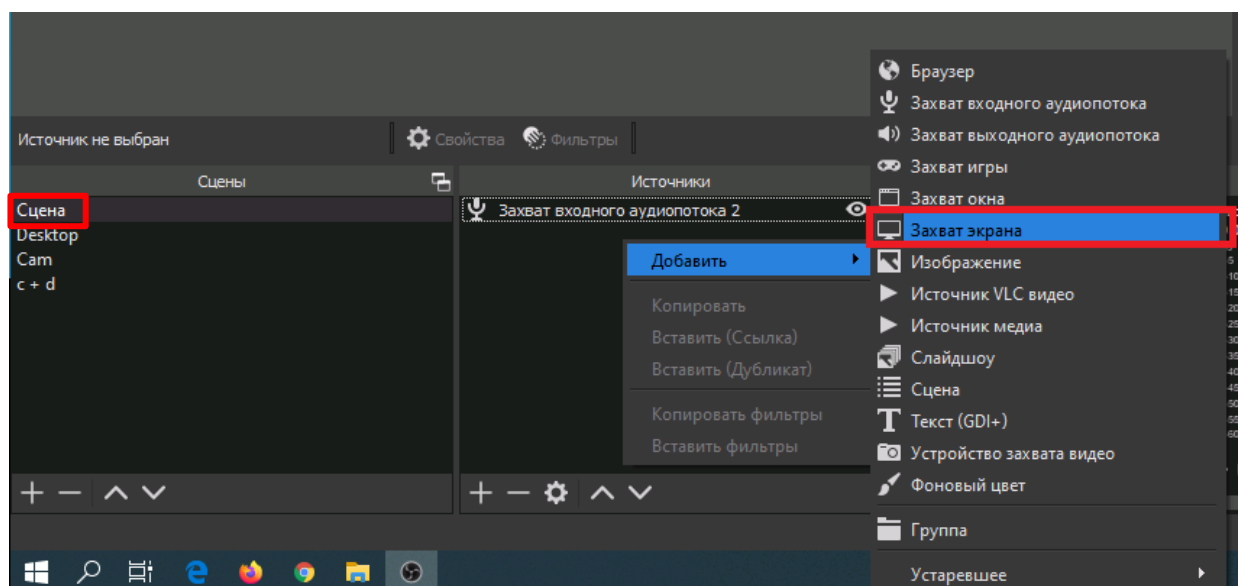 Источник не выбран
Свойства
Фильтры
Сцены
Сцена
Desktop
Cam
c + d
Источники
Захват входного аудиопотока 2
Добавить
Копировать
Вставить (Ссылка)
Вставить (Дубликат)
Копировать фильтры
Вставить фильтры
Браузер
Захват входного аудиопотока
Захват выходного аудиопотока
Захват игры
Захват окна
Захват экрана
Изображение
Источник VLC видео
Источник медиа
Слайдшоу
Сцена
Текст (GDI+)
Устройство захвата видео
Фоновый цвет
Группа
Устаревшее